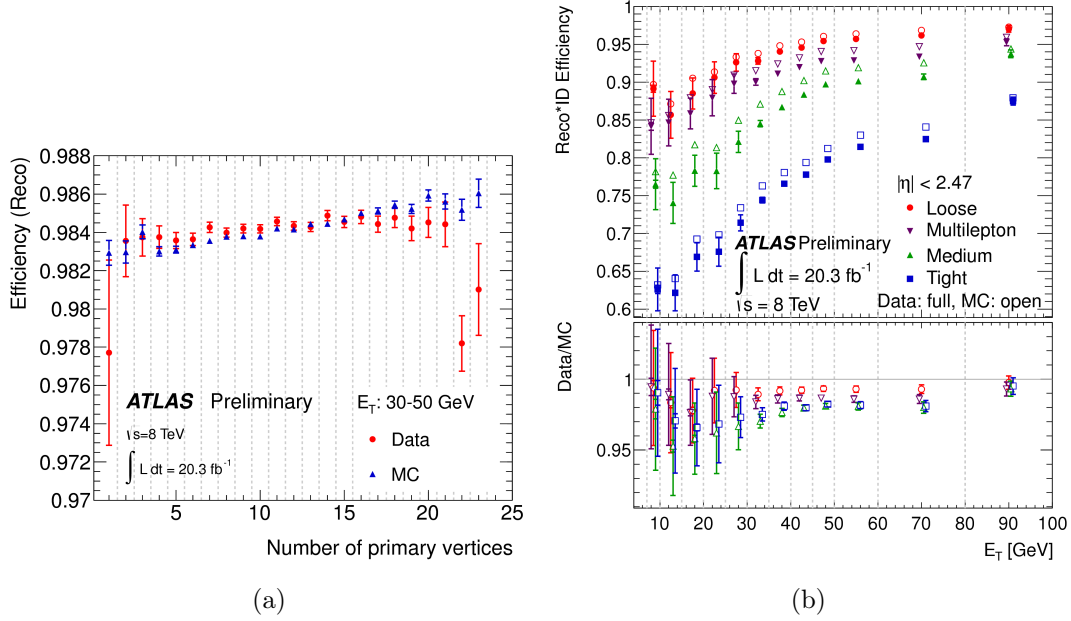 0.988
0.986
0.984
0.982
0.98
0.978
0.976
0.974
0.972
0.97
Efficiency (Reco)
ATLAS Preliminary
√s=8 TeV
∫ L dt = 20.3 fb-1
E_T: 30-50 GeV
Data
MC
5 10 15 20 25
Number of primary vertices
(a)
1
0.95
0.9
0.85
0.8
0.75
0.7
0.65
0.6
Reco*ID Efficiency
|η| < 2.47
Loose
Multilepton
Medium
Tight
Data: full, MC: open
ATLAS Preliminary
∫ L dt = 20.3 fb-1
√s = 8 TeV
Data/MC
1
0.95
10 20 30 40 50 60 70 80 90 100
E_T [GeV]
(b)